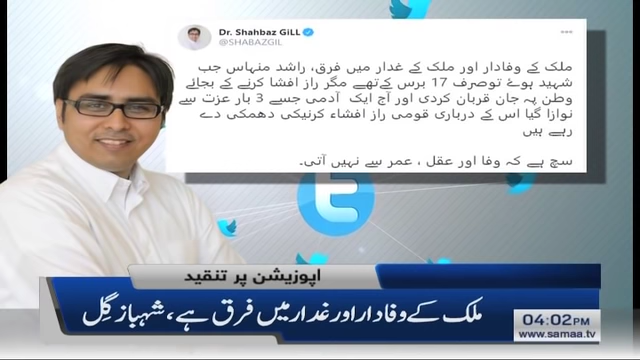 Dr. Shahbaz GiLL
@SHABAZGIL
ملک کے وفادار اور ملک کے غدار میں فرق، راشد منہاس جب
شہید ہوۓ توصرف 17 برس کےتھے مگر راز افشا کرنے کے بجائے
وطن پہ جان قربان کردی اور آج ایک آدمی جسے 3 بار عزت سے
نوازا گیا اس کے درباری قومی راز افشاء کرنیکی دھمکی دے
رہے ہیں
سچ ہے کہ وفا اور عقل ، عمر سے نہیں آتی۔
اپوزیشن پر تنقید
ملک کے وفادار اور غدار میں فرق ہے، شہباز گِل
04:02PM
www.samaa.tv